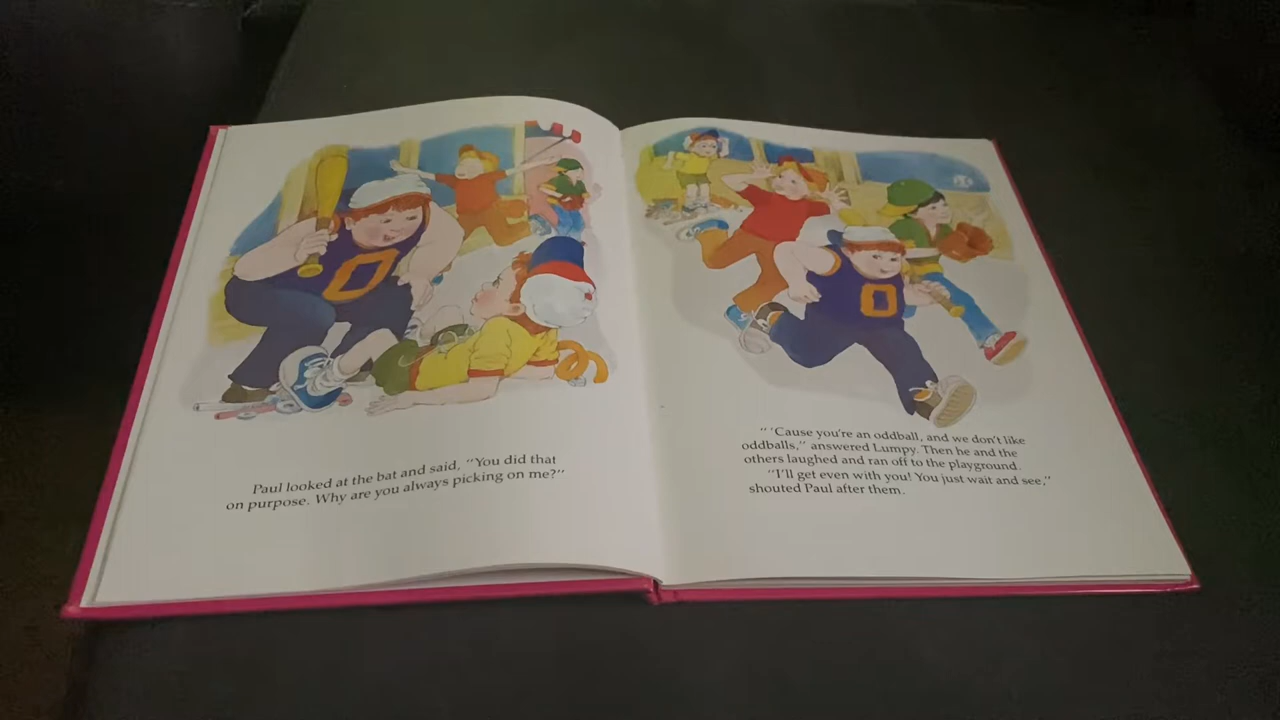 O
O
Paul looked at the bat and said, "You did that
on purpose. Why are you always picking on me?"
" 'Cause you're an oddball, and we don't like
oddballs," answered Lumpy. Then he and the
others laughed and ran off to the playground.
"I'll get even with you! You just wait and see,"
shouted Paul after them.